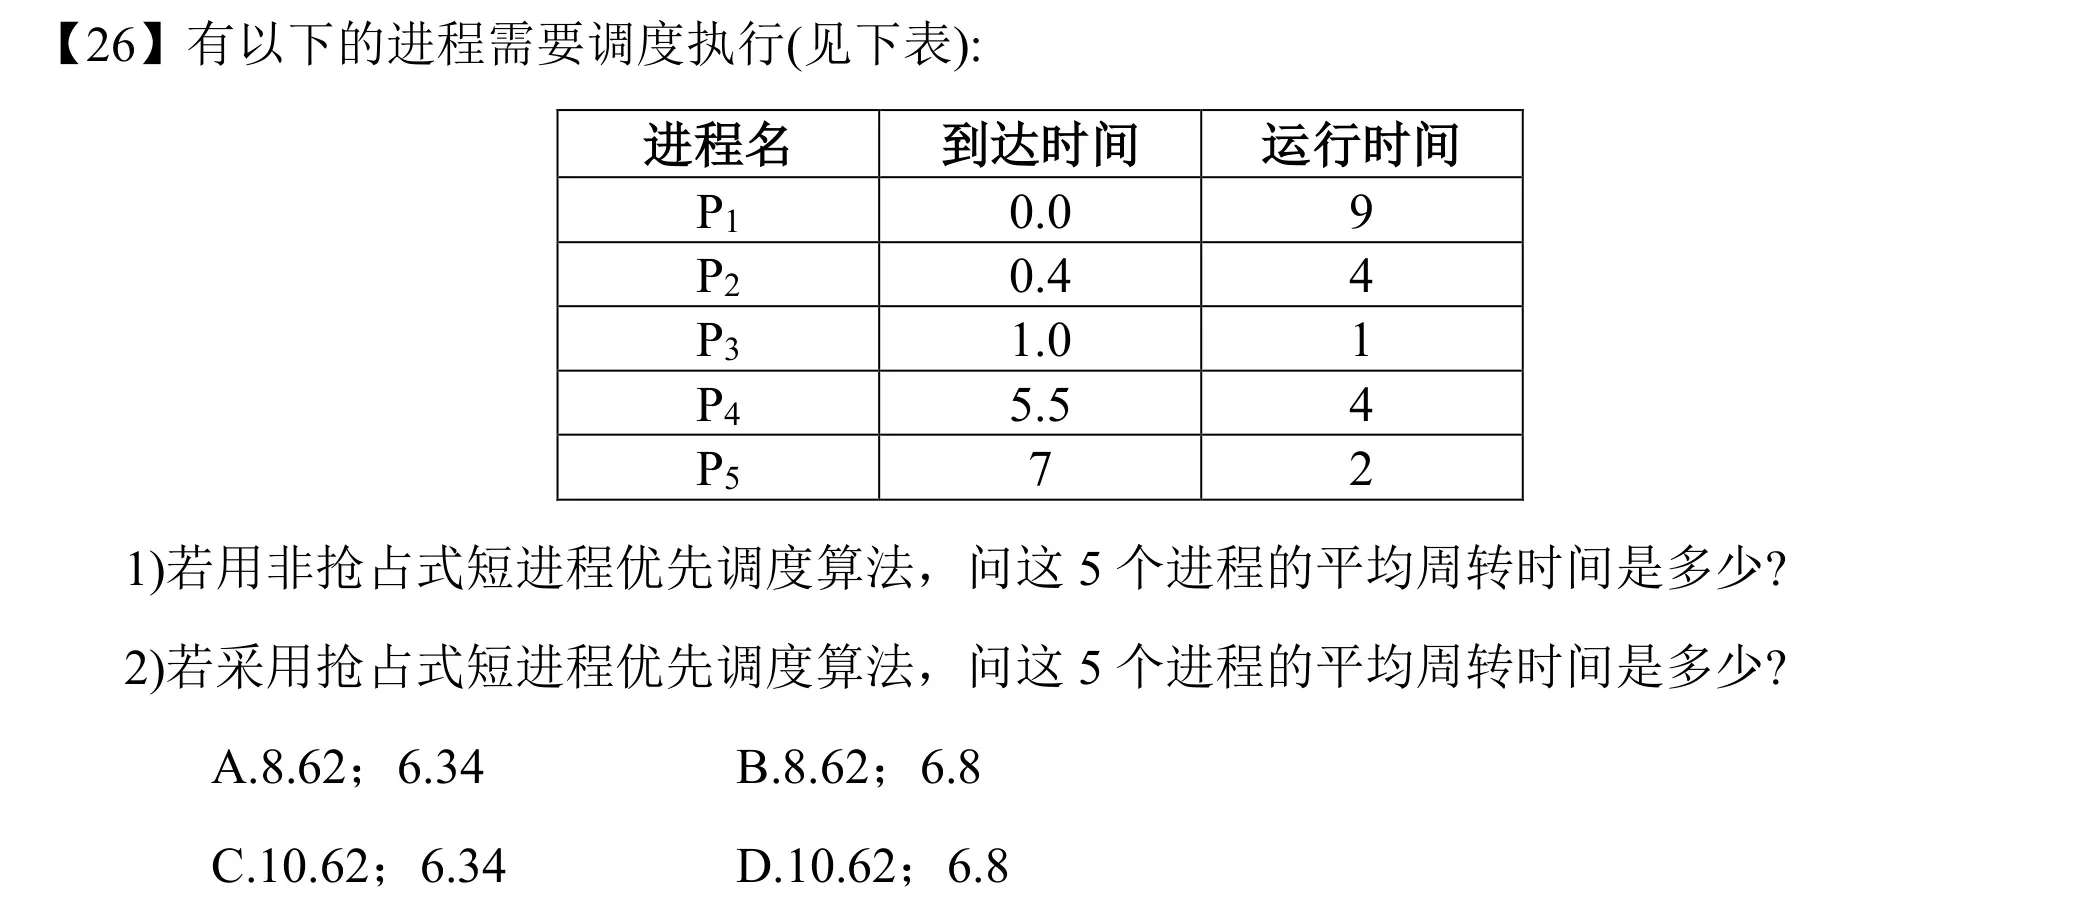 【26】有以下的进程需要调度执行(见下表):
进程名 到达时间 运行时间
P1 0.0 9
P2 0.4 4
P3 1.0 1
P4 5.5 4
P5 7 2
1)若用非抢占式短进程优先调度算法，问这 5 个进程的平均周转时间是多少?
2)若采用抢占式短进程优先调度算法，问这 5 个进程的平均周转时间是多少?
A.8.62；6.34 B.8.62；6.8
C.10.62；6.34 D.10.62；6.8